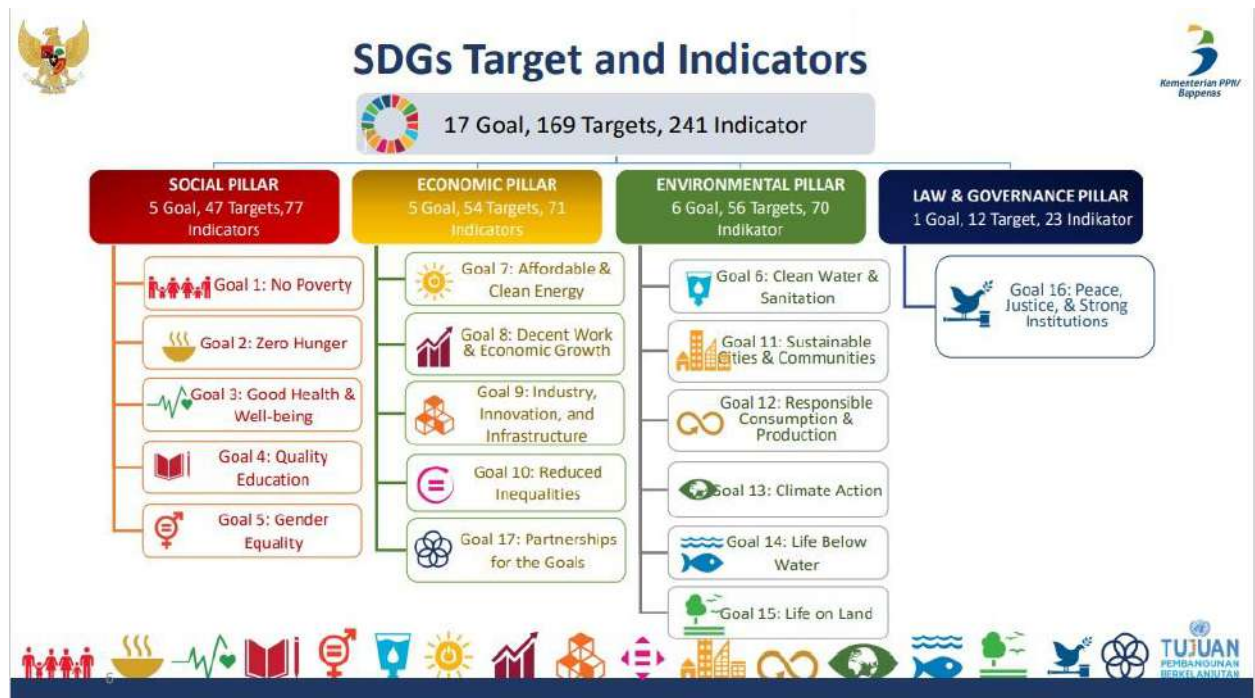 SDGs Target and Indicators
Kementerian PPN/
Bappenas
17 Goal, 169 Targets, 241 Indicator
SOCIAL PILLAR
5 Goal, 47 Targets,77
Indicators
Goal 1: No Poverty
Goal 2: Zero Hunger
Goal 3: Good Health &
Well-being
Goal 4: Quality
Education
Goal 5: Gender
Equality
ECONOMIC PILLAR
5 Goal, 54 Targets, 71
Indicators
Goal 7: Affordable &
Clean Energy
Goal 8: Decent Work
& Economic Growth
Goal 9: Industry,
Innovation, and
Infrastructure
Goal 10: Reduced
Inequalities
Goal 17: Partnerships
for the Goals
ENVIRONMENTAL PILLAR
6 Goal, 56 Targets, 70
Indikator
Goal 6: Clean Water &
Sanitation
Goal 11: Sustainable
Cities & Communities
Goal 12: Responsible
Consumption &
Production
Goal 13: Climate Action
Goal 14: Life Below
Water
Goal 15: Life on Land
LAW & GOVERNANCE PILLAR
1 Goal, 12 Target, 23 Indikator
Goal 16: Peace,
Justice, & Strong
Institutions
6
TUJUAN
PEMBANGUNAN
BERKELANJUTAN